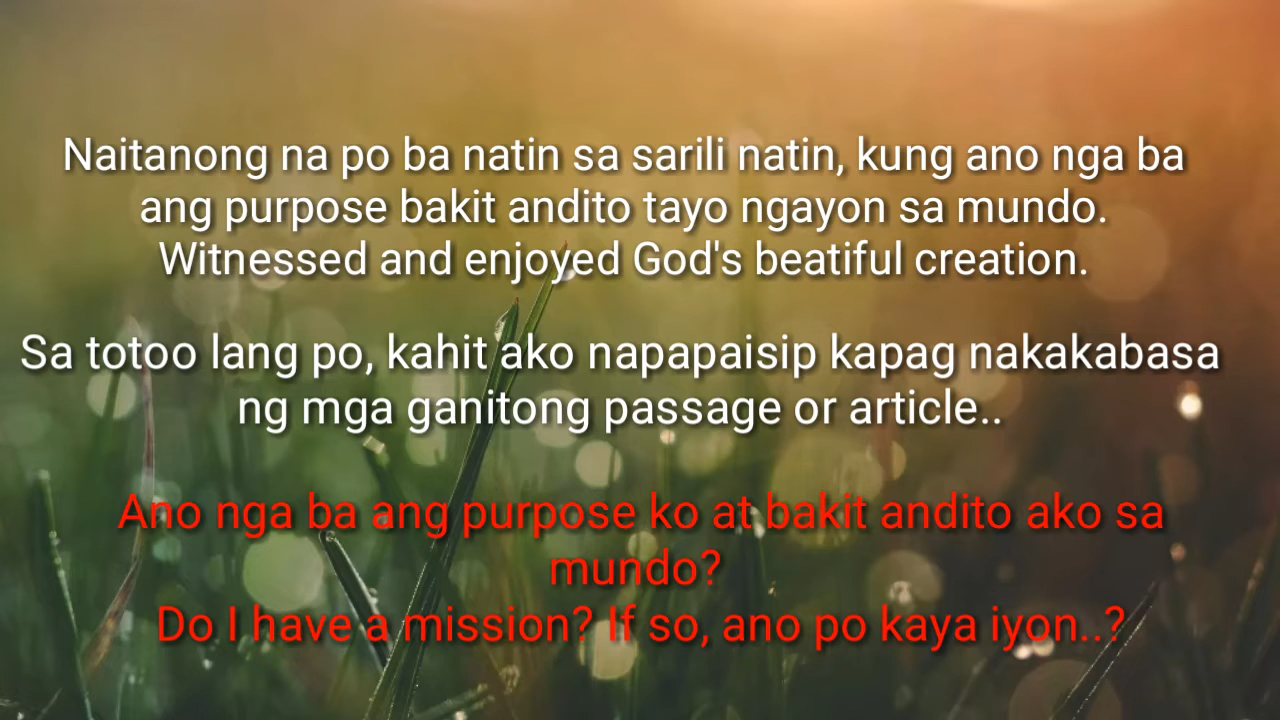 Naitanong na po ba natin sa sarili natin, kung ano nga ba
ang purpose bakit andito tayo ngayon sa mundo.
Witnessed and enjoyed God's beatiful creation.
Sa totoo lang po, kahit ako napapaisip kapag nakakabasa
ng mga ganitong passage or article..
Ano nga ba ang purpose ko at bakit andito ako sa
mundo?
Do I have a mission? If so, ano po kaya iyon..?